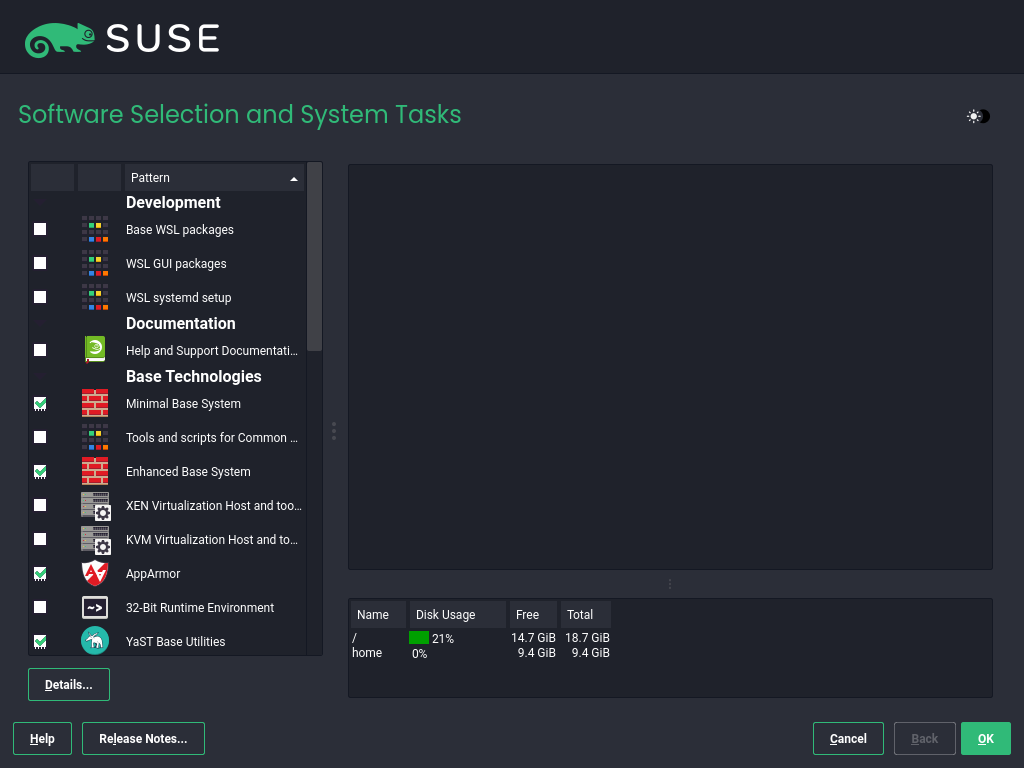 SUSE
Software Selection and System Tasks
Pattern
Development
Base WSL packages
WSL GUI packages
WSL systemd setup
Documentation
Help and Support Documentati...
Base Technologies
Minimal Base System
Tools and scripts for Common ...
Enhanced Base System
XEN Virtualization Host and too...
KVM Virtualization Host and to...
AppArmor
32-Bit Runtime Environment
YaST Base Utilities
Details...
Name Disk Usage Free Total
/ 21% 14.7 GiB 18.7 GiB
home 0% 9.4 GiB 9.4 GiB
Help Release Notes... Cancel Back OK